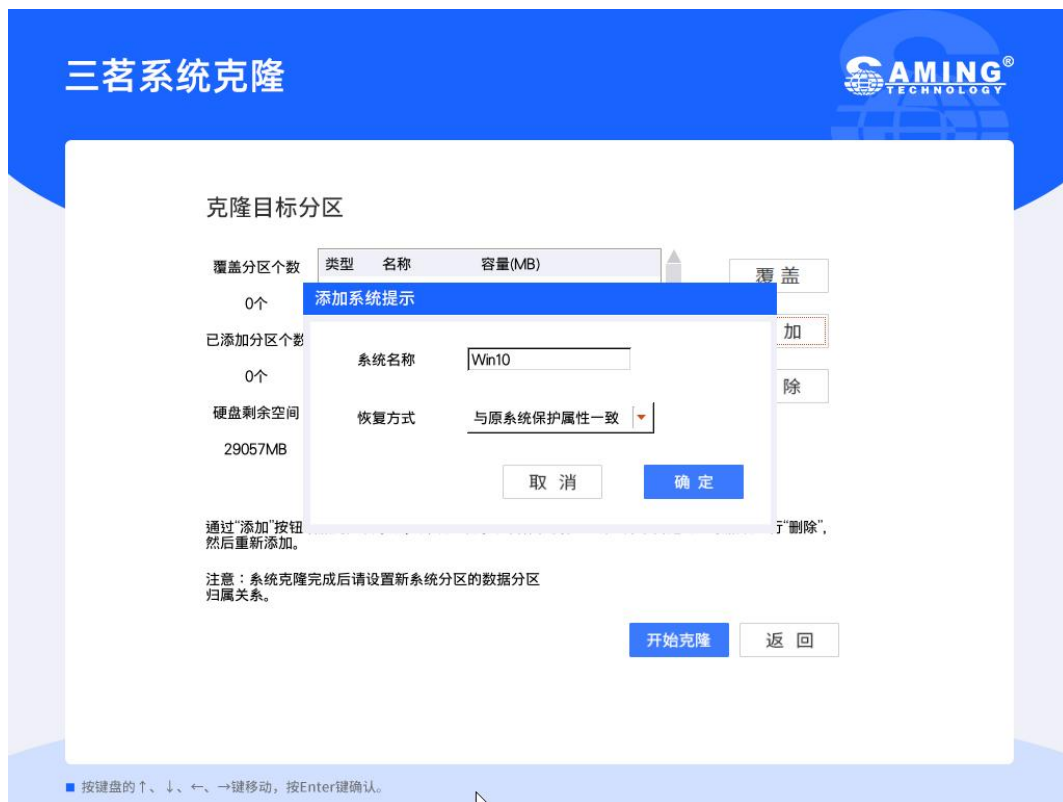 三茗系统克隆
SAMING®
TECHNOLOGY
克隆目标分区
覆盖分区个数
类型 名称 容量(MB)
覆 盖
0个
添加系统提示
已添加分区个数
系统名称
Win10
加
0个
除
硬盘剩余空间
恢复方式
与原系统保护属性一致
29057MB
取 消
确 定
通过“添加”按钮
行“删除”,
然后重新添加。
注意：系统克隆完成后请设置新系统分区的数据分区
归属关系。
开始克隆
返 回
按键盘的↑、↓、←、→键移动，按Enter键确认。